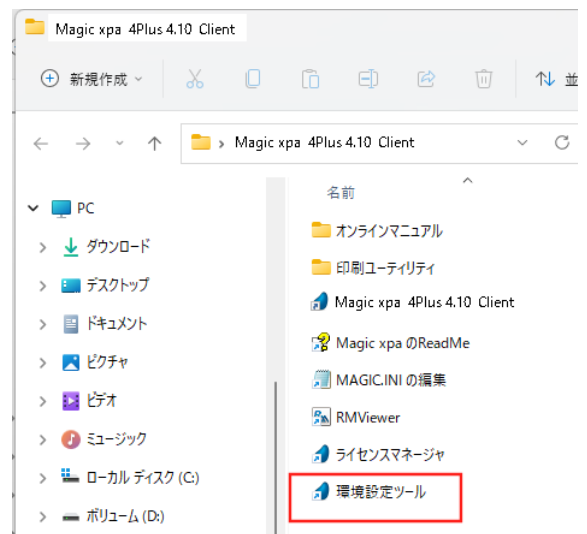 Magic xpa 4Plus 4.10 Client
新規作成
並
Magic xpa 4Plus 4.10 Client
名前
PC
ダウンロード
デスクトップ
ドキュメント
ピクチャ
ビデオ
ミュージック
ローカル ディスク (C:)
ボリューム (D:)
オンラインマニュアル
印刷ユーティリティ
Magic xpa 4Plus 4.10 Client
Magic xpa のReadMe
MAGIC.INI の編集
RMViewer
ライセンスマネージャ
環境設定ツール